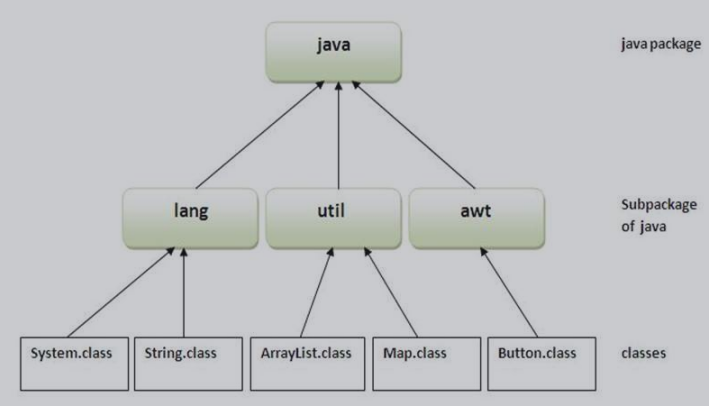 java
java package
lang
util
awt
Subpackage
of java
System.class
String.class
ArrayList.class
Map.class
Button.class
classes